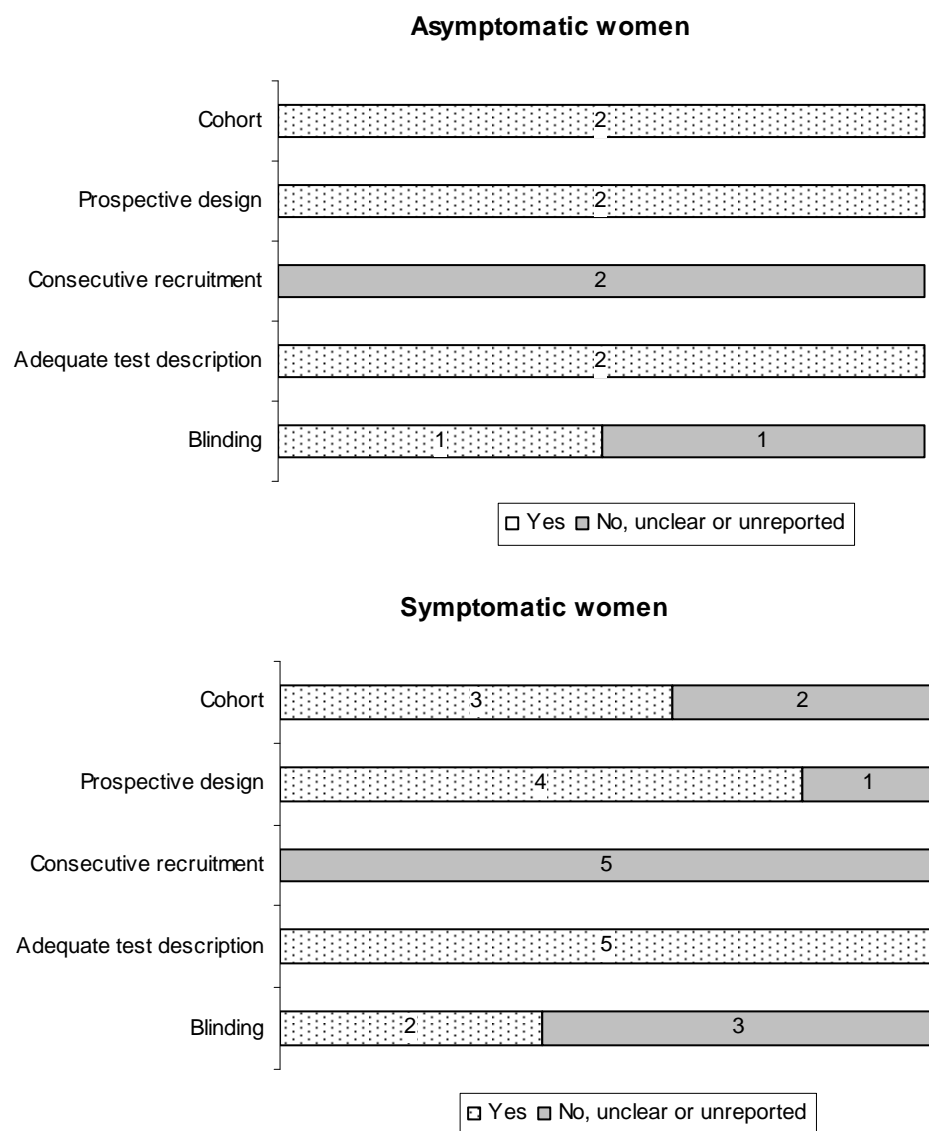 Asymptomatic women
Cohort 2
Prospective design 2
Consecutive recruitment 2
Adequate test description 2
Blinding 1 1
Yes No, unclear or unreported
Symptomatic women
Cohort 3 2
Prospective design 4 1
Consecutive recruitment 5
Adequate test description 5
Blinding 2 3
Yes No, unclear or unreported